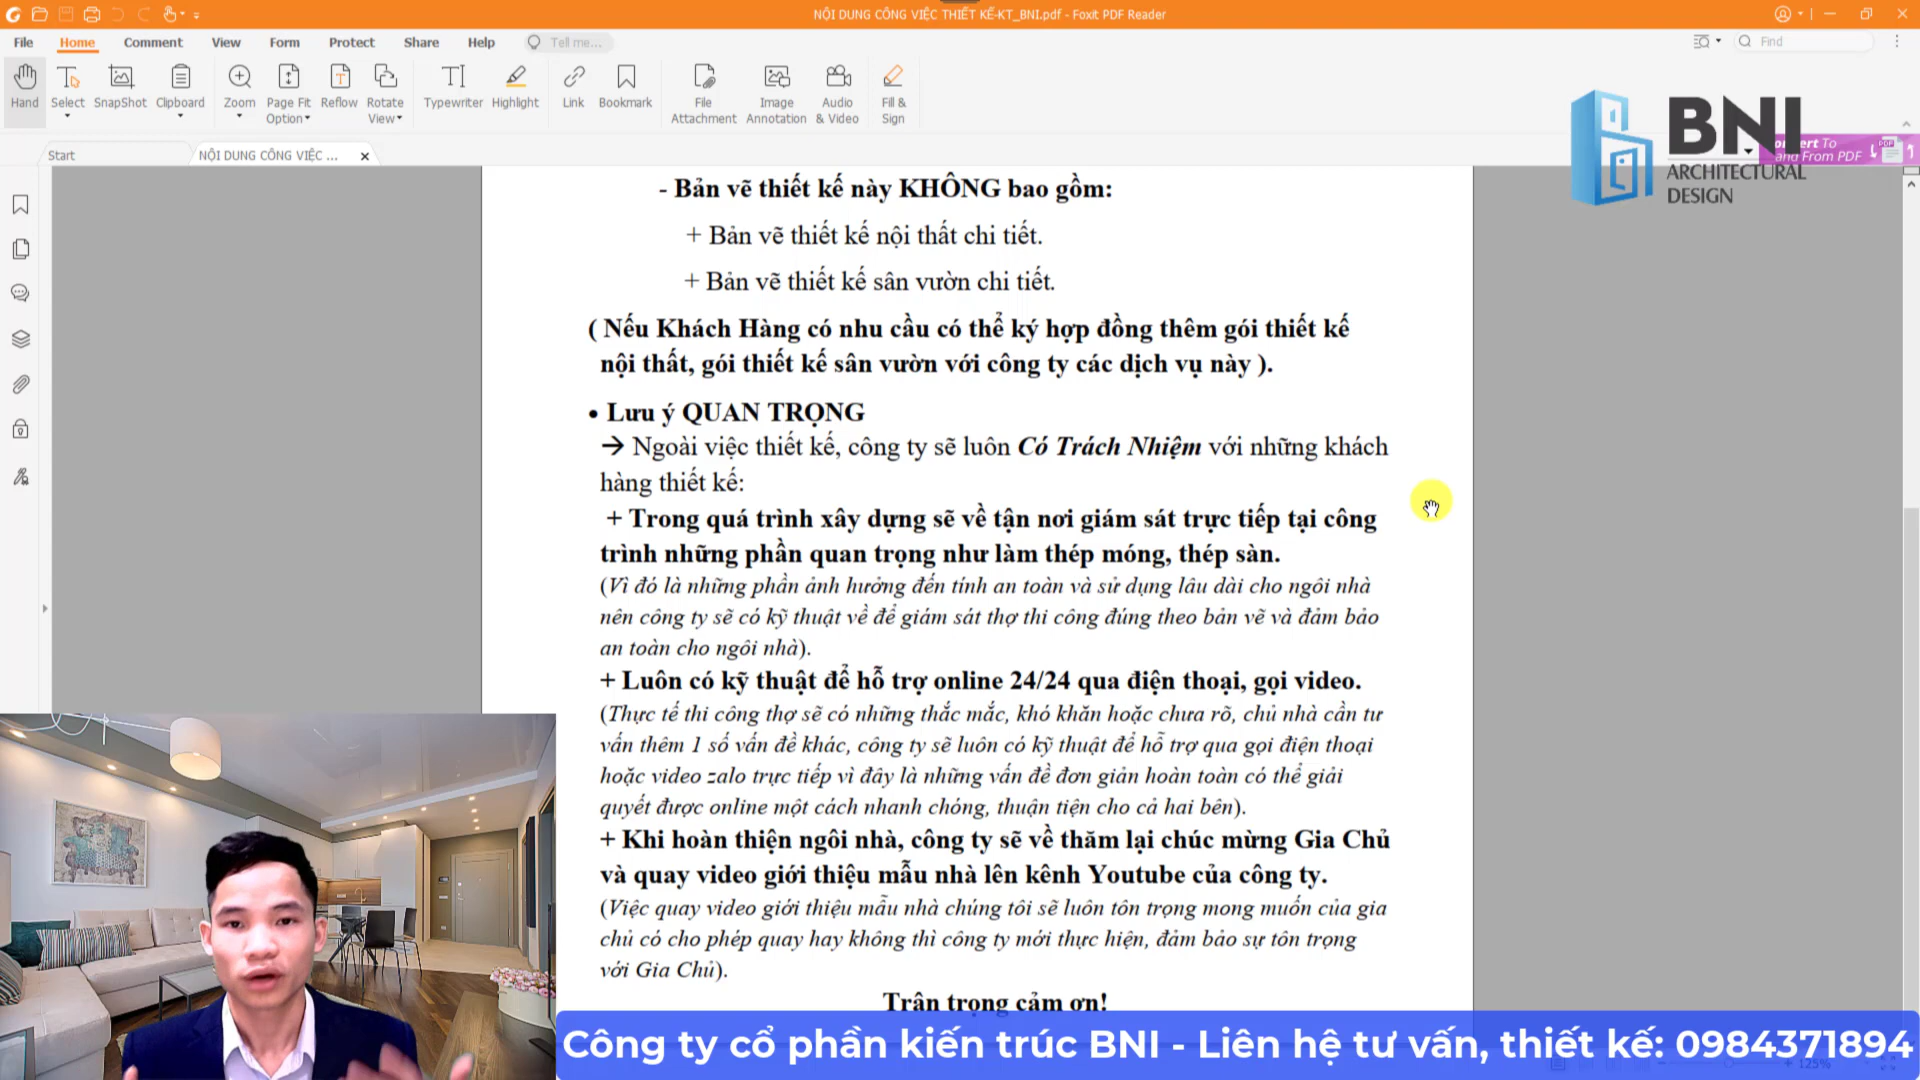 NỘI DUNG CÔNG VIỆC THIẾT KẾ-KT_BNI.pdf - Foxit PDF Reader
File Home Comment View Form Protect Share Help Tell me... Find
Hand Select SnapShot Clipboard Zoom Page Fit Option Reflow Rotate View Typewriter Highlight Link Bookmark File Attachment Image Annotation Audio & Video Fill & Sign
BNI
ARCHITECTURAL
DESIGN
To
and From PDF
Start NỘI DUNG CÔNG VIỆC ...
- Bản vẽ thiết kế này KHÔNG bao gồm:
+ Bản vẽ thiết kế nội thất chi tiết.
+ Bản vẽ thiết kế sân vườn chi tiết.
( Nếu Khách Hàng có nhu cầu có thể ký hợp đồng thêm gói thiết kế
nội thất, gói thiết kế sân vườn với công ty các dịch vụ này ).
• Lưu ý QUAN TRỌNG
→ Ngoài việc thiết kế, công ty sẽ luôn Có Trách Nhiệm với những khách
hàng thiết kế:
+ Trong quá trình xây dựng sẽ về tận nơi giám sát trực tiếp tại công
trình những phần quan trọng như làm thép móng, thép sàn.
(Vì đó là những phần ảnh hưởng đến tính an toàn và sử dụng lâu dài cho ngôi nhà
nên công ty sẽ có kỹ thuật về để giám sát thợ thi công đúng theo bản vẽ và đảm bảo
an toàn cho ngôi nhà).
+ Luôn có kỹ thuật để hỗ trợ online 24/24 qua điện thoại, gọi video.
(Thực tế thi công thợ sẽ có những thắc mắc, khó khăn hoặc chưa rõ, chủ nhà cần tư
vấn thêm 1 số vấn đề khác, công ty sẽ luôn có kỹ thuật để hỗ trợ qua gọi điện thoại
hoặc video zalo trực tiếp vì đây là những vấn đề đơn giản hoàn toàn có thể giải
quyết được online một cách nhanh chóng, thuận tiện cho cả hai bên).
+ Khi hoàn thiện ngôi nhà, công ty sẽ về thăm lại chúc mừng Gia Chủ
và quay video giới thiệu mẫu nhà lên kênh Youtube của công ty.
(Việc quay video giới thiệu mẫu nhà chúng tôi sẽ luôn tôn trọng mong muốn của gia
chủ có cho phép quay hay không thì công ty mới thực hiện, đảm bảo sự tôn trọng
với Gia Chủ).
Trân trọng cảm ơn!
Công ty cổ phần kiến trúc BNI - Liên hệ tư vấn, thiết kế: 0984371894
125%